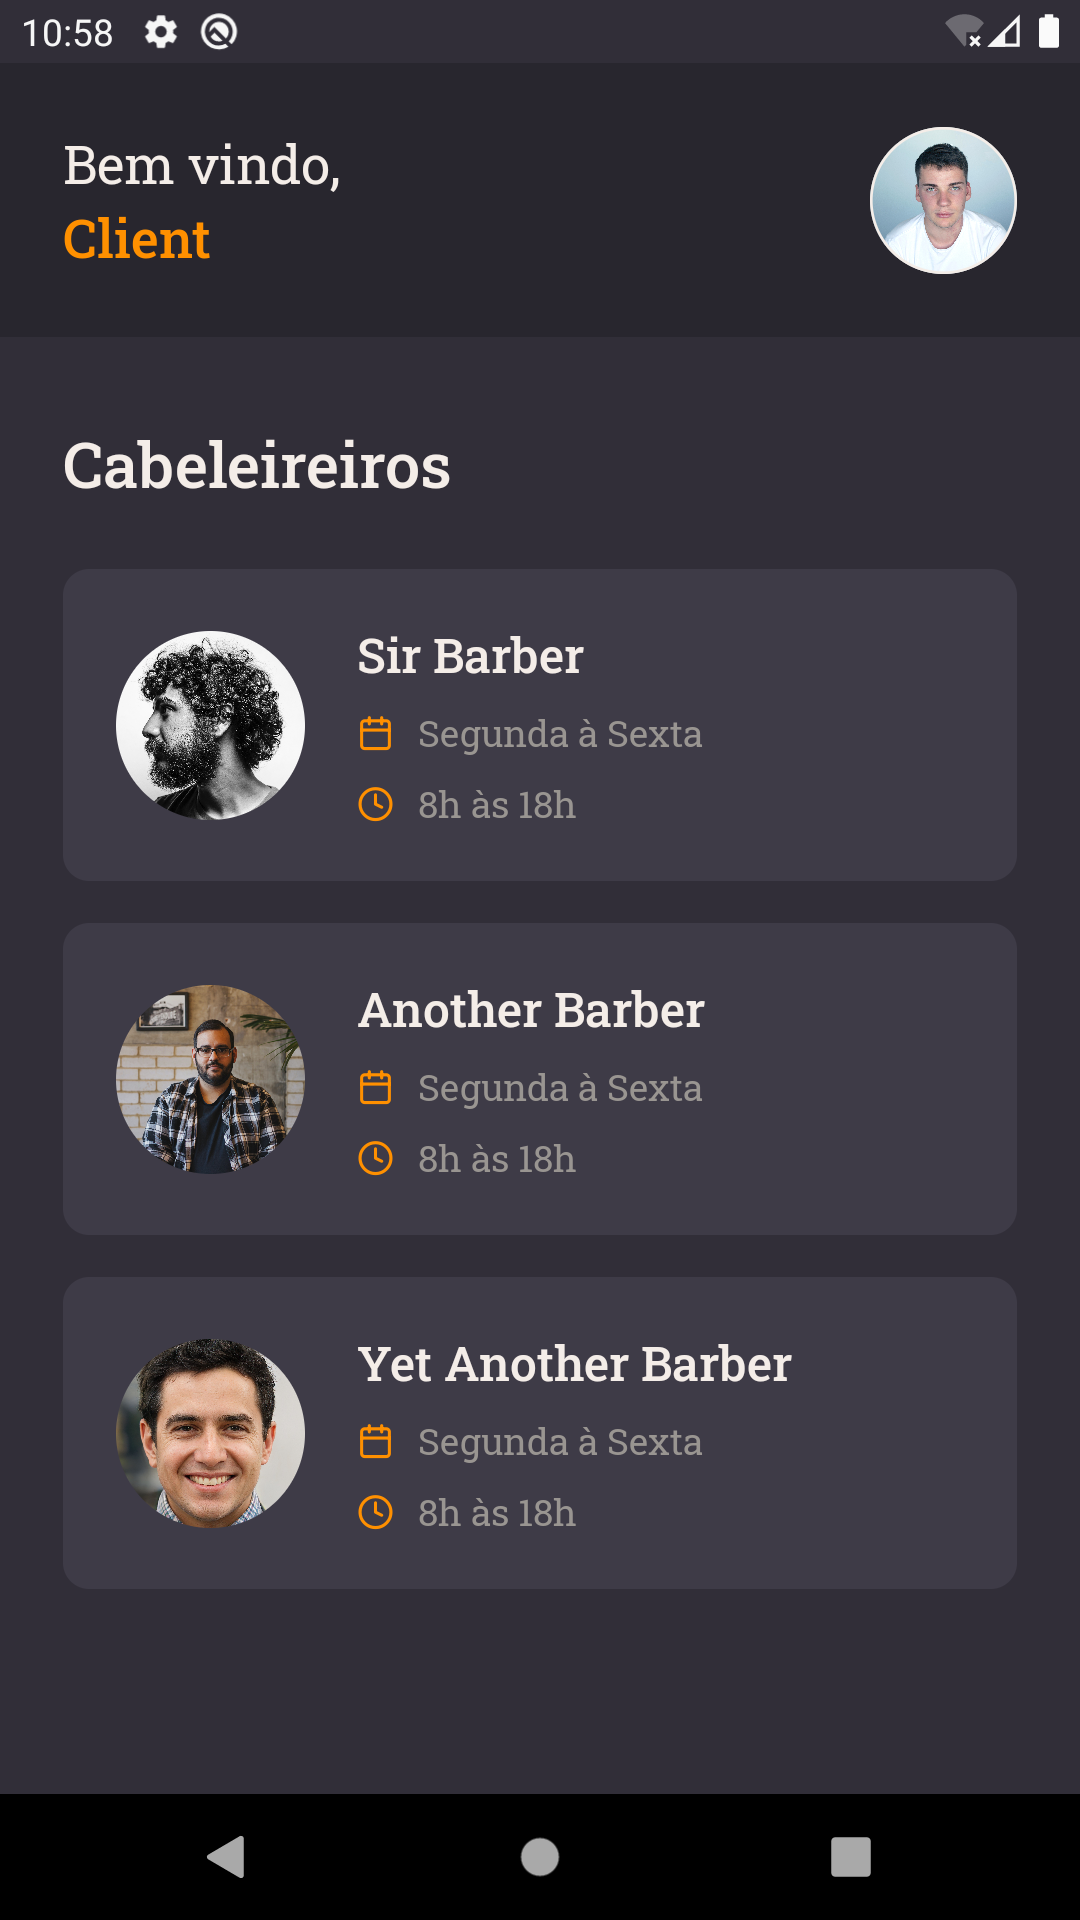 10:58
Bem vindo,
Client
Cabeleireiros
Sir Barber
Segunda à Sexta
8h às 18h
Another Barber
Segunda à Sexta
8h às 18h
Yet Another Barber
Segunda à Sexta
8h às 18h